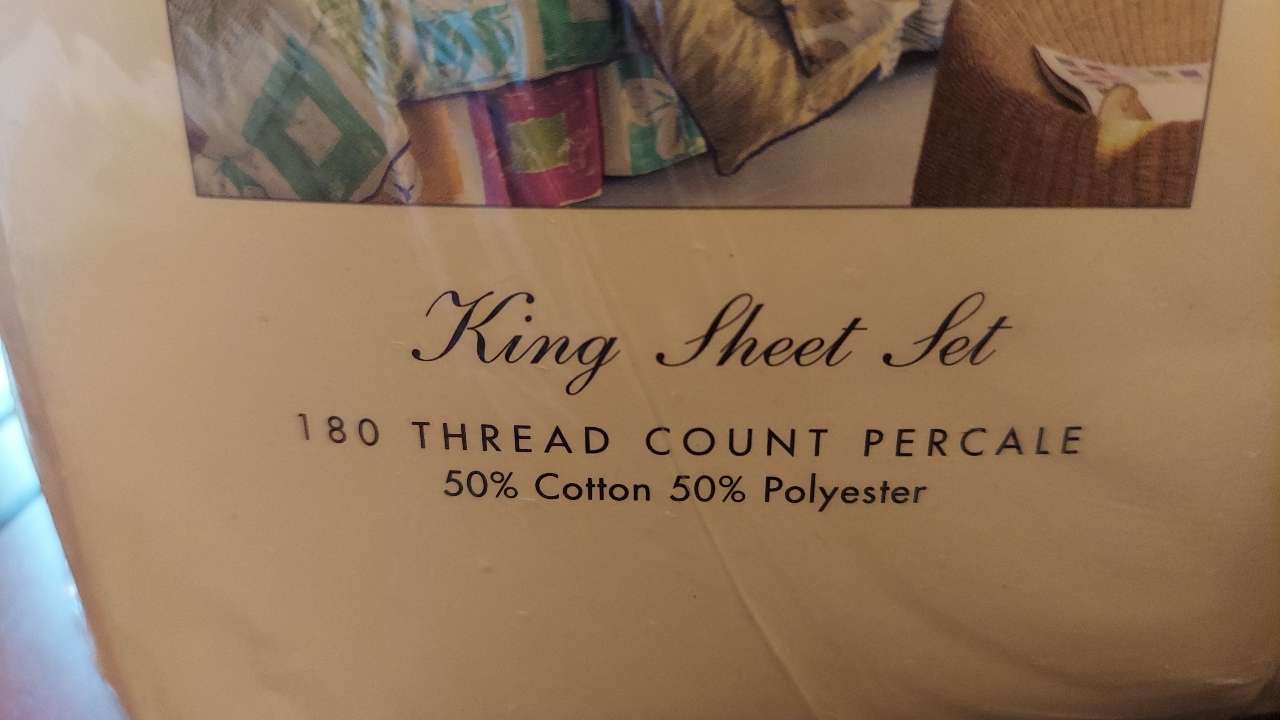 King Sheet Set
180 THREAD COUNT PERCALE
50% Cotton 50% Polyester